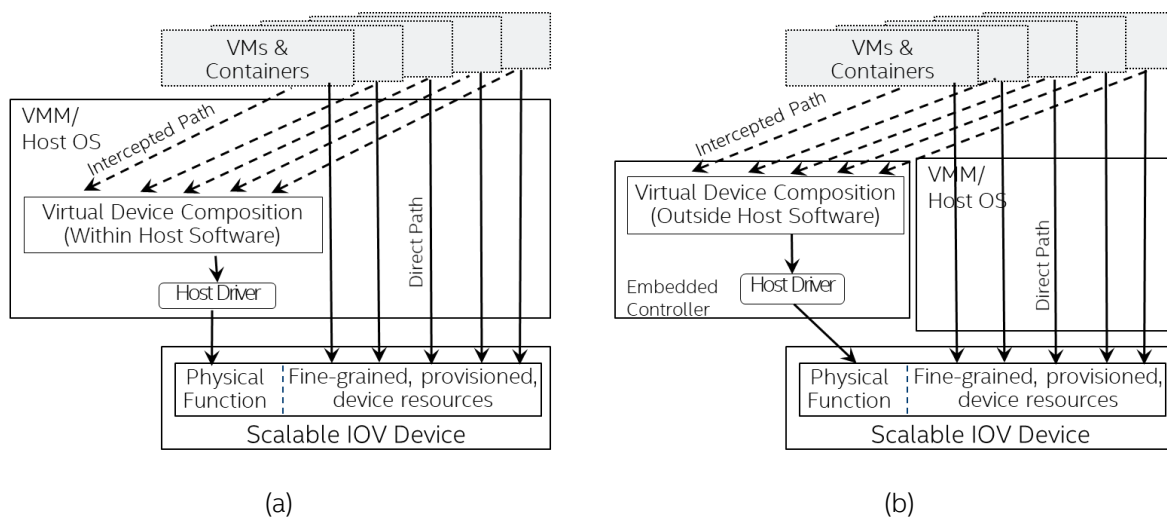 VMs &
Containers
VMM/
Host OS
Intercepted Path
Virtual Device Composition
(Within Host Software)
Direct Path
Host Driver
Physical
Function
Fine-grained, provisioned,
device resources
Scalable IOV Device
(a)
VMs &
Containers
Intercepted Path
VMM/
Host OS
Virtual Device Composition
(Outside Host Software)
Direct Path
Embedded
Controller
Host Driver
Physical
Function
Fine-grained, provisioned,
device resources
Scalable IOV Device
(b)